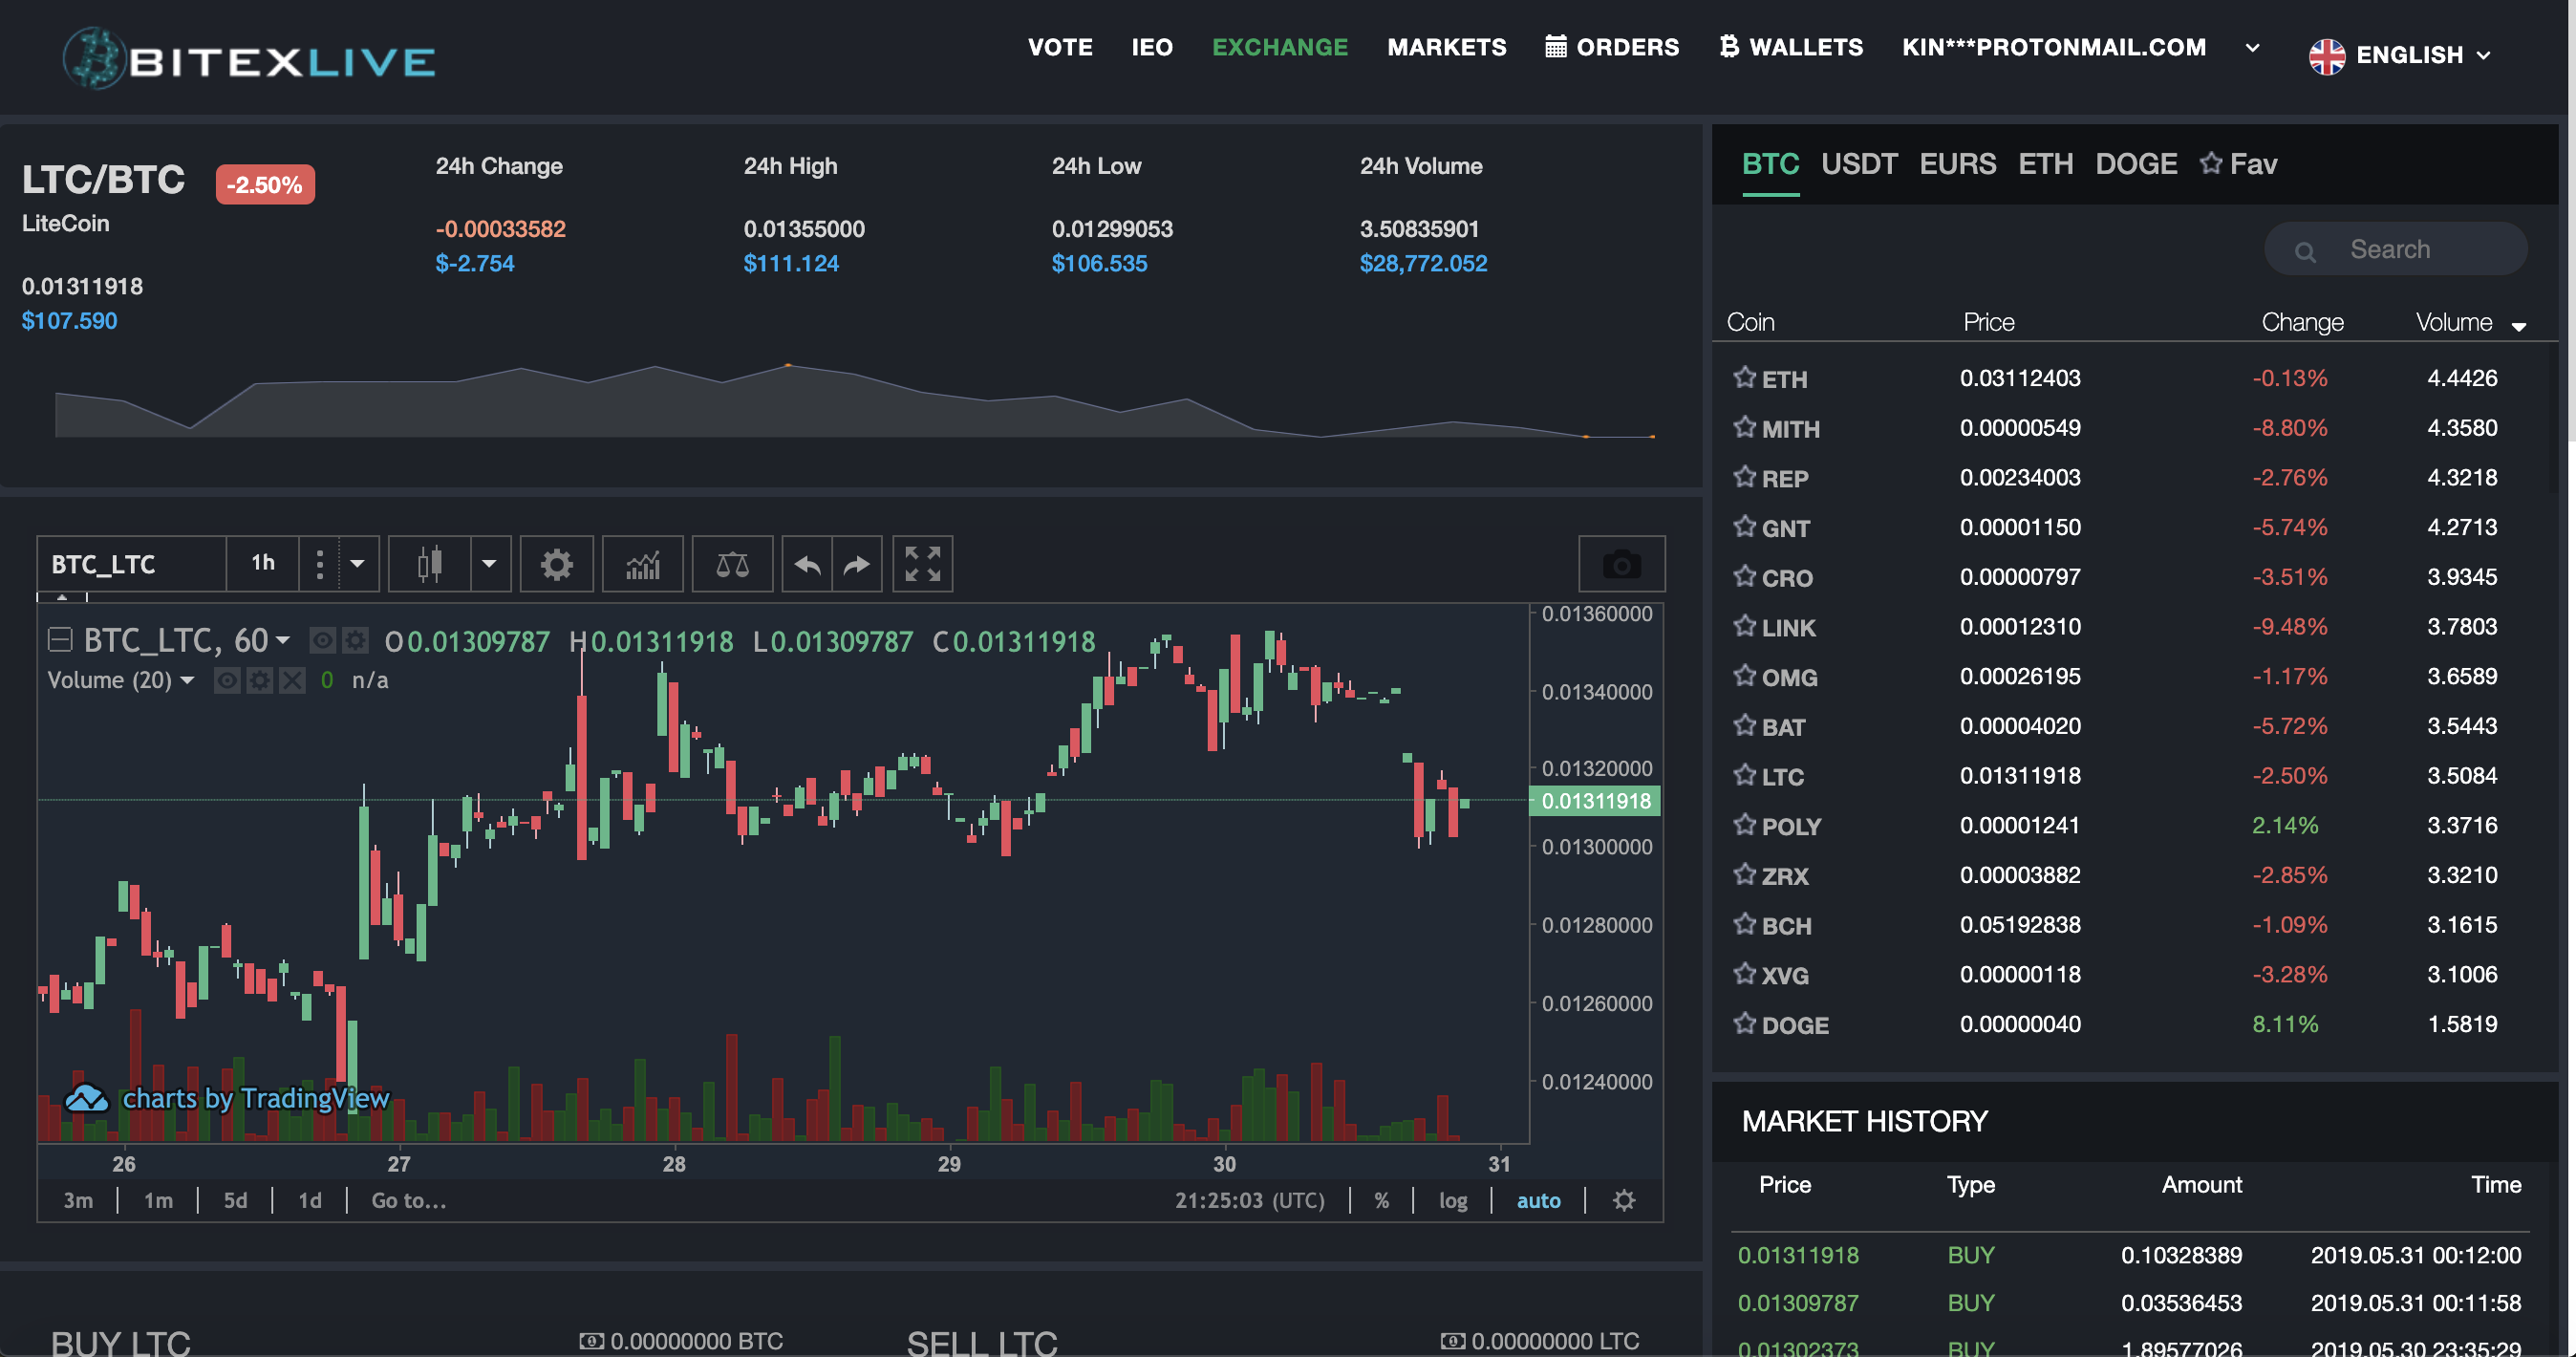 BITEXLIVE
VOTE IEO EXCHANGE MARKETS ORDERS WALLETS KIN***PROTONMAIL.COM ENGLISH
LTC/BTC -2.50%
LiteCoin
0.01311918
$107.590
24h Change
-0.00033582
$-2.754
24h High
0.01355000
$111.124
24h Low
0.01299053
$106.535
24h Volume
3.50835901
$28,772.052
BTC_LTC 1h
BTC_LTC, 60 O0.01309787 H0.01311918 L0.01309787 C0.01311918
Volume (20) 0 n/a
0.01360000
0.01340000
0.01320000
0.01311918
0.01300000
0.01280000
0.01260000
0.01240000
charts by TradingView
26 27 28 29 30 31
3m 1m 5d 1d Go to... 21:25:03 (UTC) % log auto
BUY LTC 0.00000000 BTC
SELL LTC 0.00000000 LTC
BTC USDT EURS ETH DOGE Fav
Search
Coin Price Change Volume
ETH 0.03112403 -0.13% 4.4426
MITH 0.00000549 -8.80% 4.3580
REP 0.00234003 -2.76% 4.3218
GNT 0.00001150 -5.74% 4.2713
CRO 0.00000797 -3.51% 3.9345
LINK 0.00012310 -9.48% 3.7803
OMG 0.00026195 -1.17% 3.6589
BAT 0.00004020 -5.72% 3.5443
LTC 0.01311918 -2.50% 3.5084
POLY 0.00001241 2.14% 3.3716
ZRX 0.00003882 -2.85% 3.3210
BCH 0.05192838 -1.09% 3.1615
XVG 0.00000118 -3.28% 3.1006
DOGE 0.00000040 8.11% 1.5819
MARKET HISTORY
Price Type Amount Time
0.01311918 BUY 0.10328389 2019.05.31 00:12:00
0.01309787 BUY 0.03536453 2019.05.31 00:11:58
0.01302373 BUY 1.89577026 2019.05.30 23:35:29